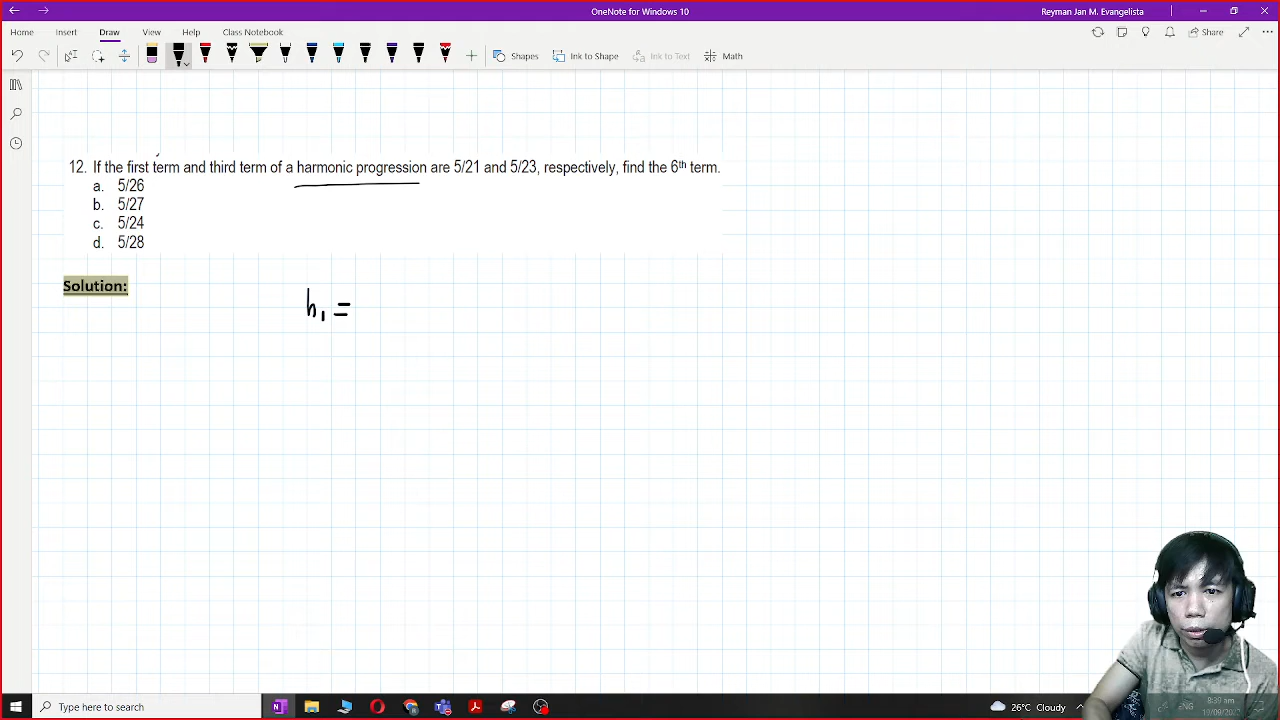 OneNote for Windows 10
Reyman Jan M. Evangelista
Home Insert Draw View Help Class Notebook
Share
Shapes Ink to Shape Ink to Text Math
12. If the first term and third term of a harmonic progression are 5/21 and 5/23, respectively, find the 6th term.
a. 5/26
b. 5/27
c. 5/24
d. 5/28
Solution:
h₁ =
Type here to search
26°C Cloudy
ENG